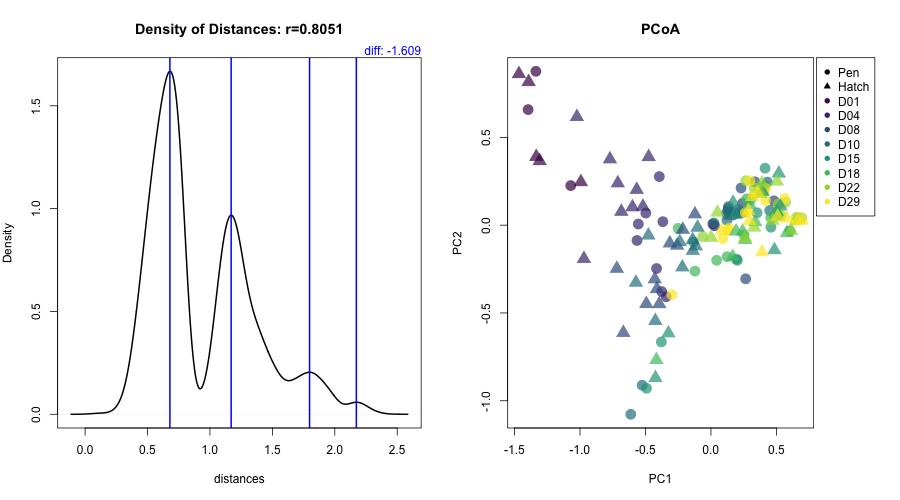 Density of Distances: r=0.8051
diff: -1.609
Density
0.0
0.5
1.0
1.5
0.0
0.5
1.0
1.5
2.0
2.5
distances
PCoA
PC2
0.5
0.0
-0.5
-1.0
-1.5
-1.0
-0.5
0.0
0.5
PC1
Pen
Hatch
D01
D04
D08
D10
D15
D18
D22
D29